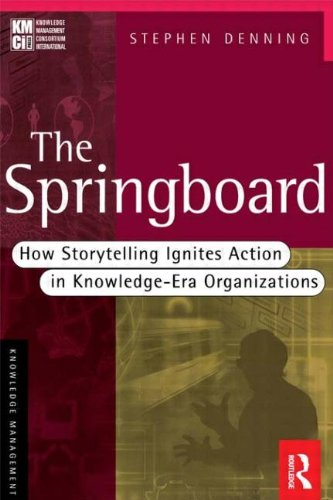 KM
CI PRESS
KNOWLEDGE
MANAGEMENT
CONSORTIUM
INTERNATIONAL
STEPHEN DENNING
The
Springboard
How Storytelling Ignites Action
in Knowledge-Era Organizations
KNOWLEDGE MANAGEMENT
R
Routledge